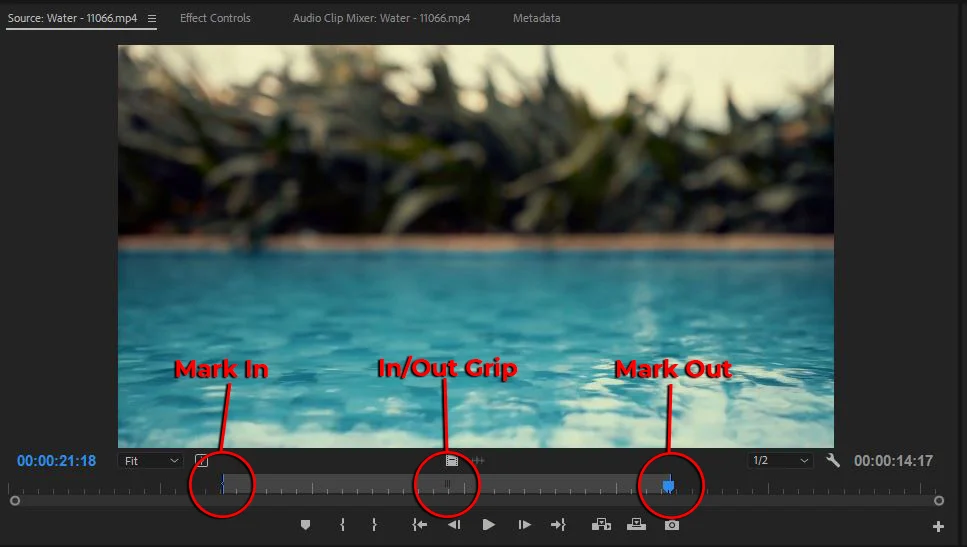 Source: Water - 11066.mp4
Effect Controls
Audio Clip Mixer: Water - 11066.mp4
Metadata
Mark In
In/Out Grip
Mark Out
00:00:21:18
Fit
1/2
00:00:14:17